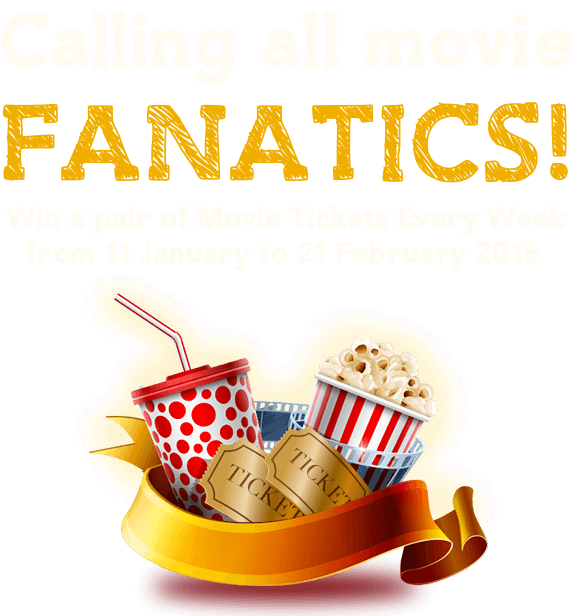 Calling all movie
FANATICS!
Win a pair of Movie Tickets Every Week
from 11 January to 21 February 2016
TICKET
TICKET